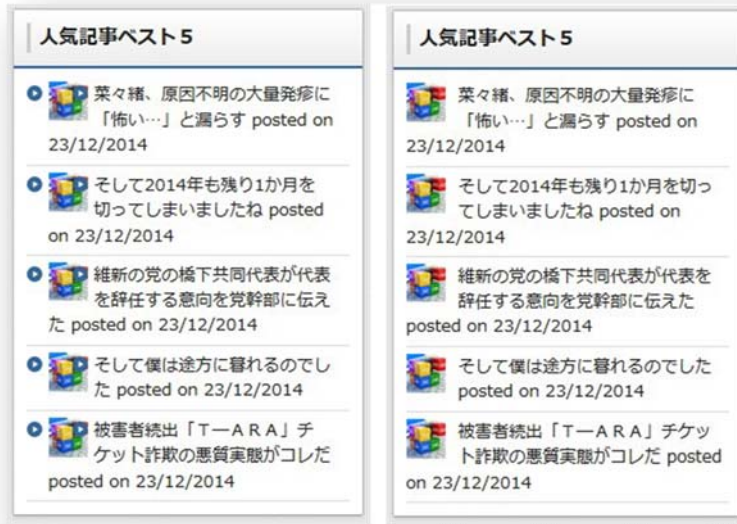 人気記事ベスト5
菜々緒、原因不明の大量発疹に
「怖い…」と漏らす posted on
23/12/2014
そして2014年も残り1か月を
切ってしまいましたね posted
on 23/12/2014
維新の党の橋下共同代表が代表
を辞任する意向を党幹部に伝え
た posted on 23/12/2014
そして僕は途方に暮れるのでし
た posted on 23/12/2014
被害者続出「T―ARA」チ
ケット詐欺の悪質実態がコレだ
posted on 23/12/2014
人気記事ベスト5
菜々緒、原因不明の大量発疹に
「怖い…」と漏らす posted on
23/12/2014
そして2014年も残り1か月を切っ
てしまいましたね posted on
23/12/2014
維新の党の橋下共同代表が代表を
辞任する意向を党幹部に伝えた
posted on 23/12/2014
そして僕は途方に暮れるのでした
posted on 23/12/2014
被害者続出「T―ARA」チケッ
ト詐欺の悪質実態がコレだ posted
on 23/12/2014